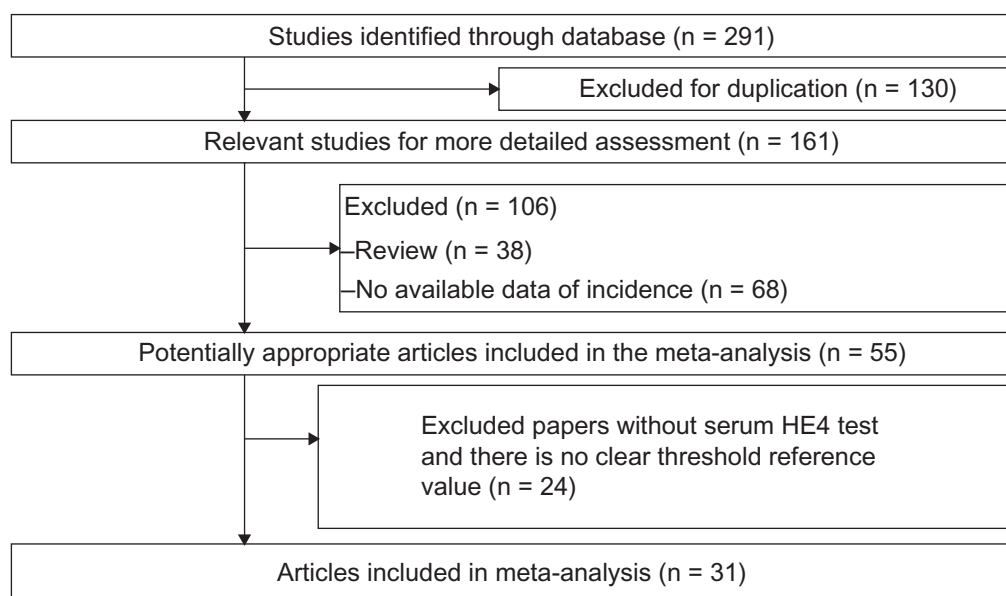 Studies identified through database (n = 291)
Excluded for duplication (n = 130)
Relevant studies for more detailed assessment (n = 161)
Excluded (n = 106)
–Review (n = 38)
–No available data of incidence (n = 68)
Potentially appropriate articles included in the meta-analysis (n = 55)
Excluded papers without serum HE4 test
and there is no clear threshold reference
value (n = 24)
Articles included in meta-analysis (n = 31)